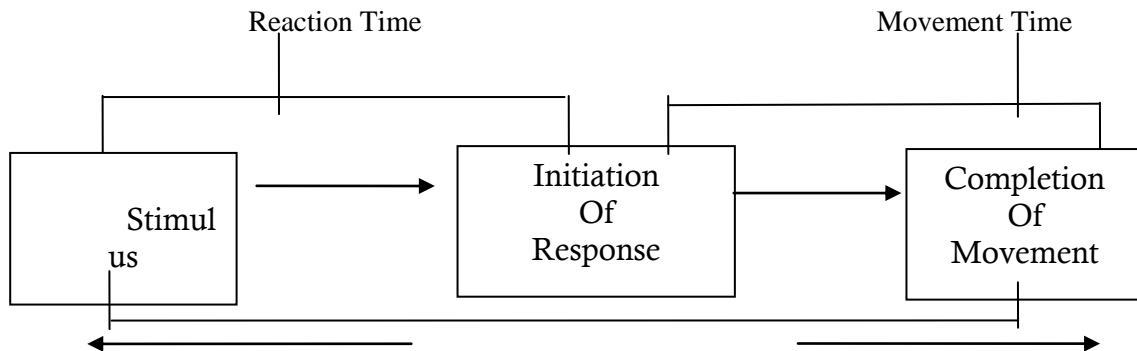 Reaction Time
Movement Time
Stimul
us
Initiation
Of
Response
Completion
Of
Movement